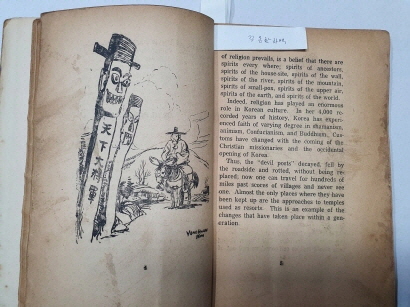 天下大將軍
of religion prevails, is a belief that there are
spirits every where; spirits of ancestors,
spirits of the house-site, spirits of the wall,
spirits of the river, spirits of the mountain,
spirits of small-pox, spirits of the upper air,
spirits of the earth, and spirits of the world.
Indeed, religion has played an enormous
role in Korean culture. In her 4,000 re-
corded years of history, Korea has exper-
ienced faith of varying degree in shamanism,
animism, Confucianism, and Buddhism. Cus-
toms have changed with the coming of the
Christian missionaries and the occidental
opening of Korea.
Thus, the "devil posts" decayed, fell by
the roadside and rotted, without being re-
placed; now one can travel for hundreds of
miles past scores of villages and never see
one. Almost the only places where they have
been kept up are the approaches to temples
used as resorts. This is an example of the
changes that have taken place within a gen-
eration.